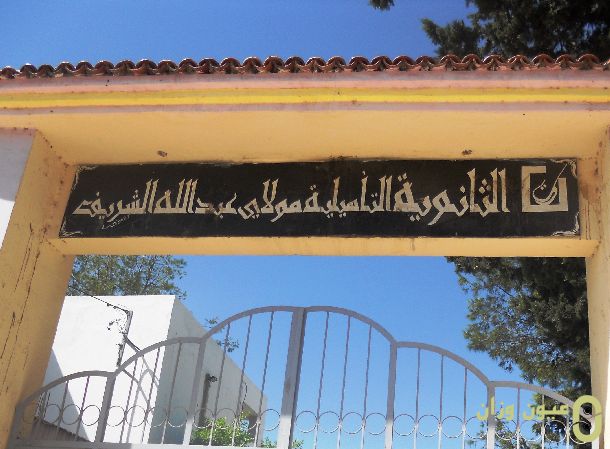 الثانوية التأهيلية مولاي عبد الله الشريف
عيون وزان